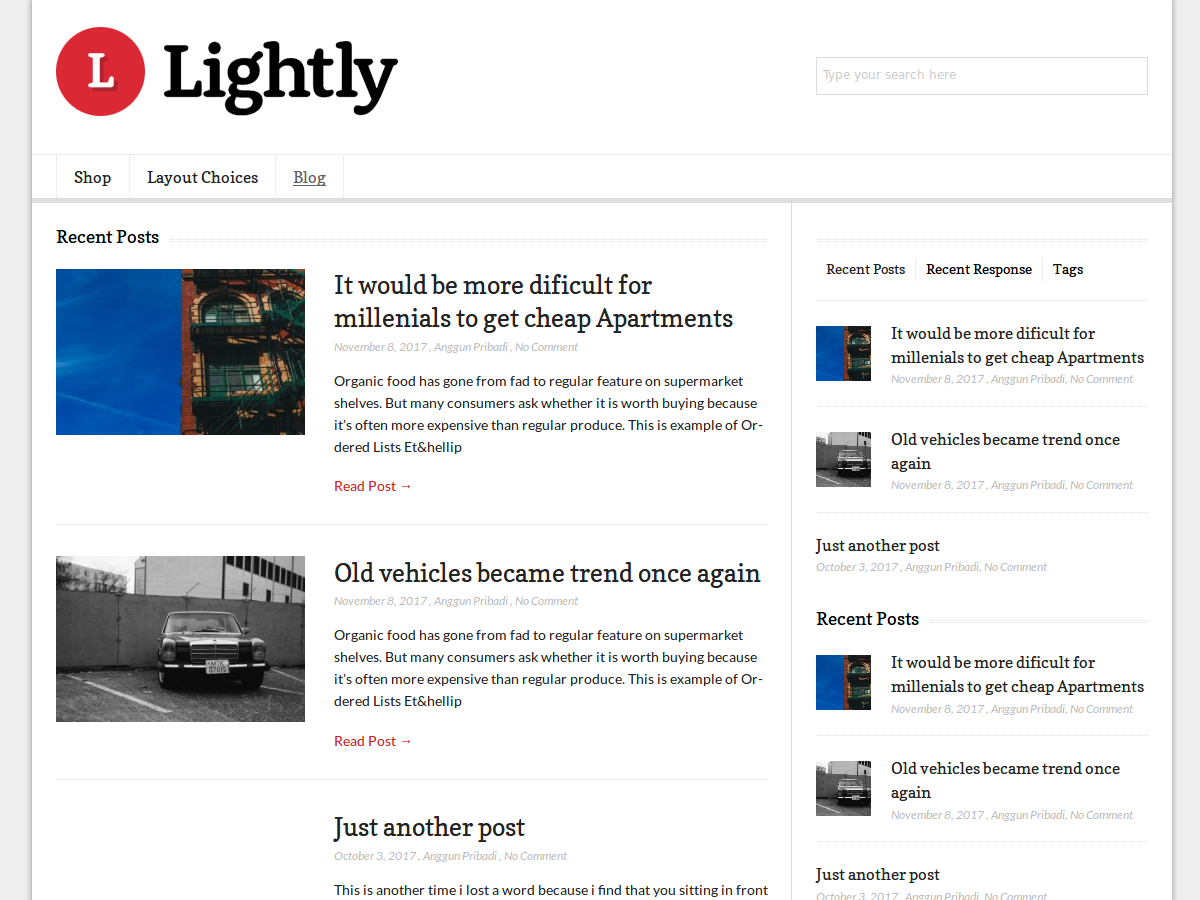 L Lightly
Type your search here
Shop Layout Choices Blog
Recent Posts
It would be more dificult for
millenials to get cheap Apartments
November 8, 2017 , Anggun Pribadi , No Comment
Organic food has gone from fad to regular feature on supermarket
shelves. But many consumers ask whether it is worth buying because
it's often more expensive than regular produce. This is example of Or-
dered Lists Et&hellip
Read Post →
Old vehicles became trend once again
November 8, 2017 , Anggun Pribadi , No Comment
Organic food has gone from fad to regular feature on supermarket
shelves. But many consumers ask whether it is worth buying because
it's often more expensive than regular produce. This is example of Or-
dered Lists Et&hellip
Read Post →
Just another post
October 3, 2017 , Anggun Pribadi , No Comment
This is another time i lost a word because i find that you sitting in front
Recent Posts Recent Response Tags
It would be more dificult for
millenials to get cheap Apartments
November 8, 2017 , Anggun Pribadi, No Comment
Old vehicles became trend once
again
November 8, 2017 , Anggun Pribadi, No Comment
Just another post
October 3, 2017 , Anggun Pribadi, No Comment
Recent Posts
It would be more dificult for
millenials to get cheap Apartments
November 8, 2017 , Anggun Pribadi, No Comment
Old vehicles became trend once
again
November 8, 2017 , Anggun Pribadi, No Comment
Just another post
October 3, 2017 , Anggun Pribadi, No Comment